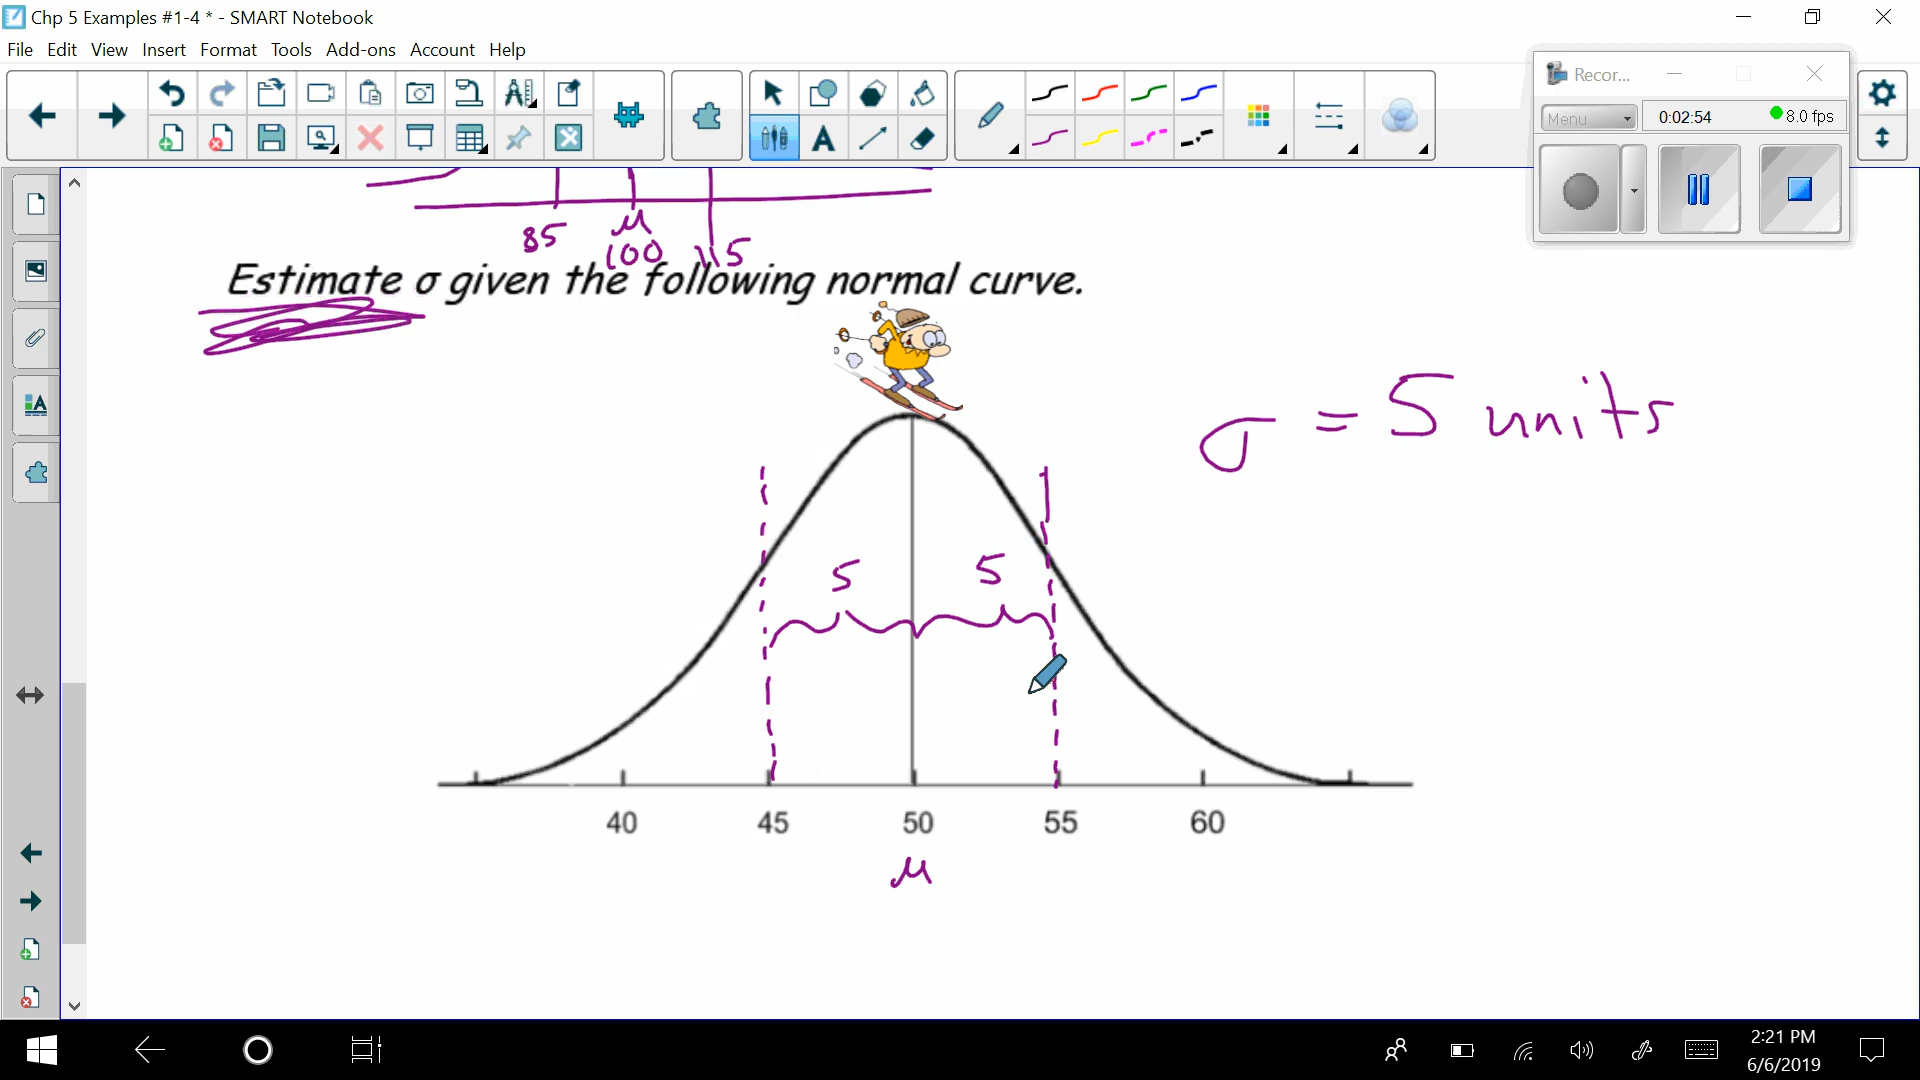 Chp 5 Examples #1-4 * - SMART Notebook
File Edit View Insert Format Tools Add-ons Account Help
Recor...
Menu 0:02:54 8.0 fps
85 μ 100 115
Estimate σ given the following normal curve.
σ = 5 units
5 5
40 45 50 55 60
μ
2:21 PM
6/6/2019